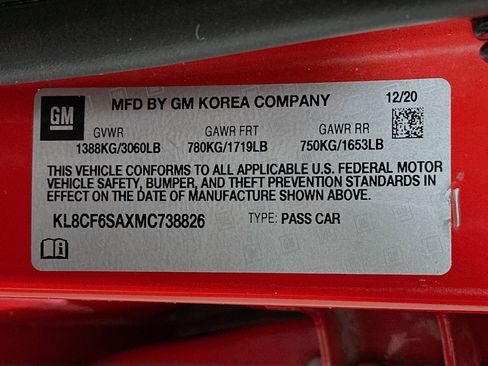 GM
MFD BY GM KOREA COMPANY
12/20
GVWR GAWR FRT GAWR RR
1388KG/3060LB 780KG/1719LB 750KG/1653LB
THIS VEHICLE CONFORMS TO ALL APPLICABLE U.S. FEDERAL MOTOR
VEHICLE SAFETY, BUMPER, AND THEFT PREVENTION STANDARDS IN
EFFECT ON THE DATE OF MANUFACTURE SHOWN ABOVE.
KL8CF6SAXMC738826 TYPE: PASS CAR